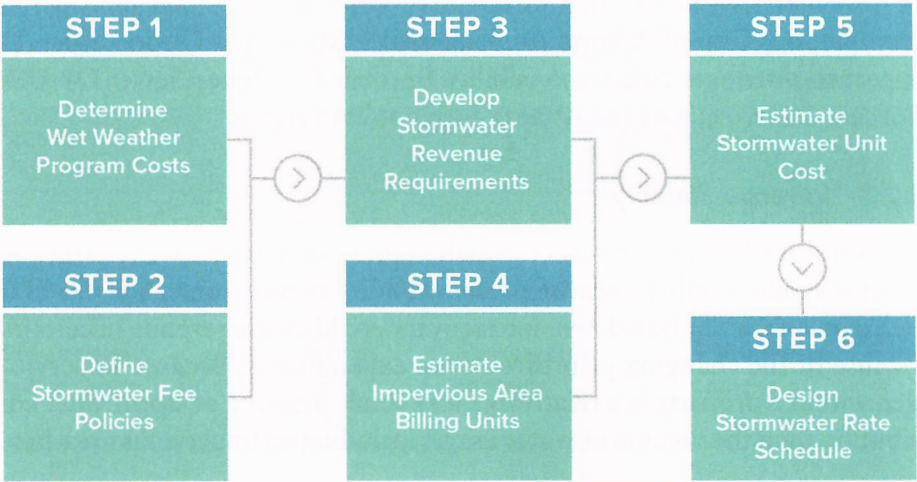 STEP 1
Determine
Wet Weather
Program Costs
STEP 2
Define
Stormwater Fee
Policies
STEP 3
Develop
Stormwater
Revenue
Requirements
STEP 4
Estimate
Impervious Area
Billing Units
STEP 5
Estimate
Stormwater Unit
Cost
STEP 6
Design
Stormwater Rate
Schedule